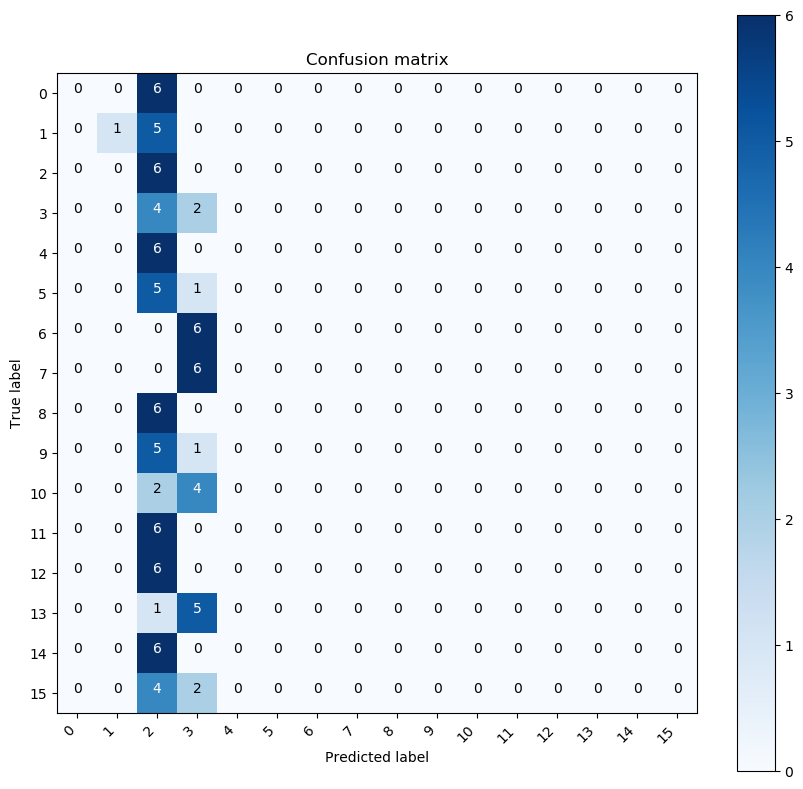 Confusion matrix
True label
0 0 0 6 0 0 0 0 0 0 0 0 0 0 0 0 0
1 0 1 5 0 0 0 0 0 0 0 0 0 0 0 0 0
2 0 0 6 0 0 0 0 0 0 0 0 0 0 0 0 0
3 0 0 4 2 0 0 0 0 0 0 0 0 0 0 0 0
4 0 0 6 0 0 0 0 0 0 0 0 0 0 0 0 0
5 0 0 5 1 0 0 0 0 0 0 0 0 0 0 0 0
6 0 0 0 6 0 0 0 0 0 0 0 0 0 0 0 0
7 0 0 0 6 0 0 0 0 0 0 0 0 0 0 0 0
8 0 0 6 0 0 0 0 0 0 0 0 0 0 0 0 0
9 0 0 5 1 0 0 0 0 0 0 0 0 0 0 0 0
10 0 0 2 4 0 0 0 0 0 0 0 0 0 0 0 0
11 0 0 6 0 0 0 0 0 0 0 0 0 0 0 0 0
12 0 0 6 0 0 0 0 0 0 0 0 0 0 0 0 0
13 0 0 1 5 0 0 0 0 0 0 0 0 0 0 0 0
14 0 0 6 0 0 0 0 0 0 0 0 0 0 0 0 0
15 0 0 4 2 0 0 0 0 0 0 0 0 0 0 0 0
0 1 2 3 4 5 6 7 8 9 10 11 12 13 14 15
Predicted label
6
5
4
3
2
1
0